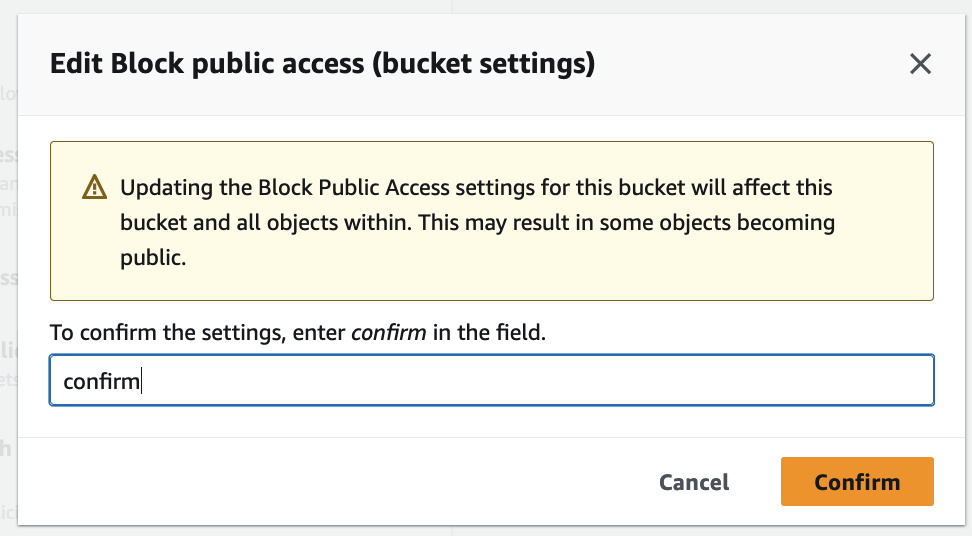 Edit Block public access (bucket settings)
Updating the Block Public Access settings for this bucket will affect this
bucket and all objects within. This may result in some objects becoming
public.
To confirm the settings, enter confirm in the field.
confirm
Cancel
Confirm